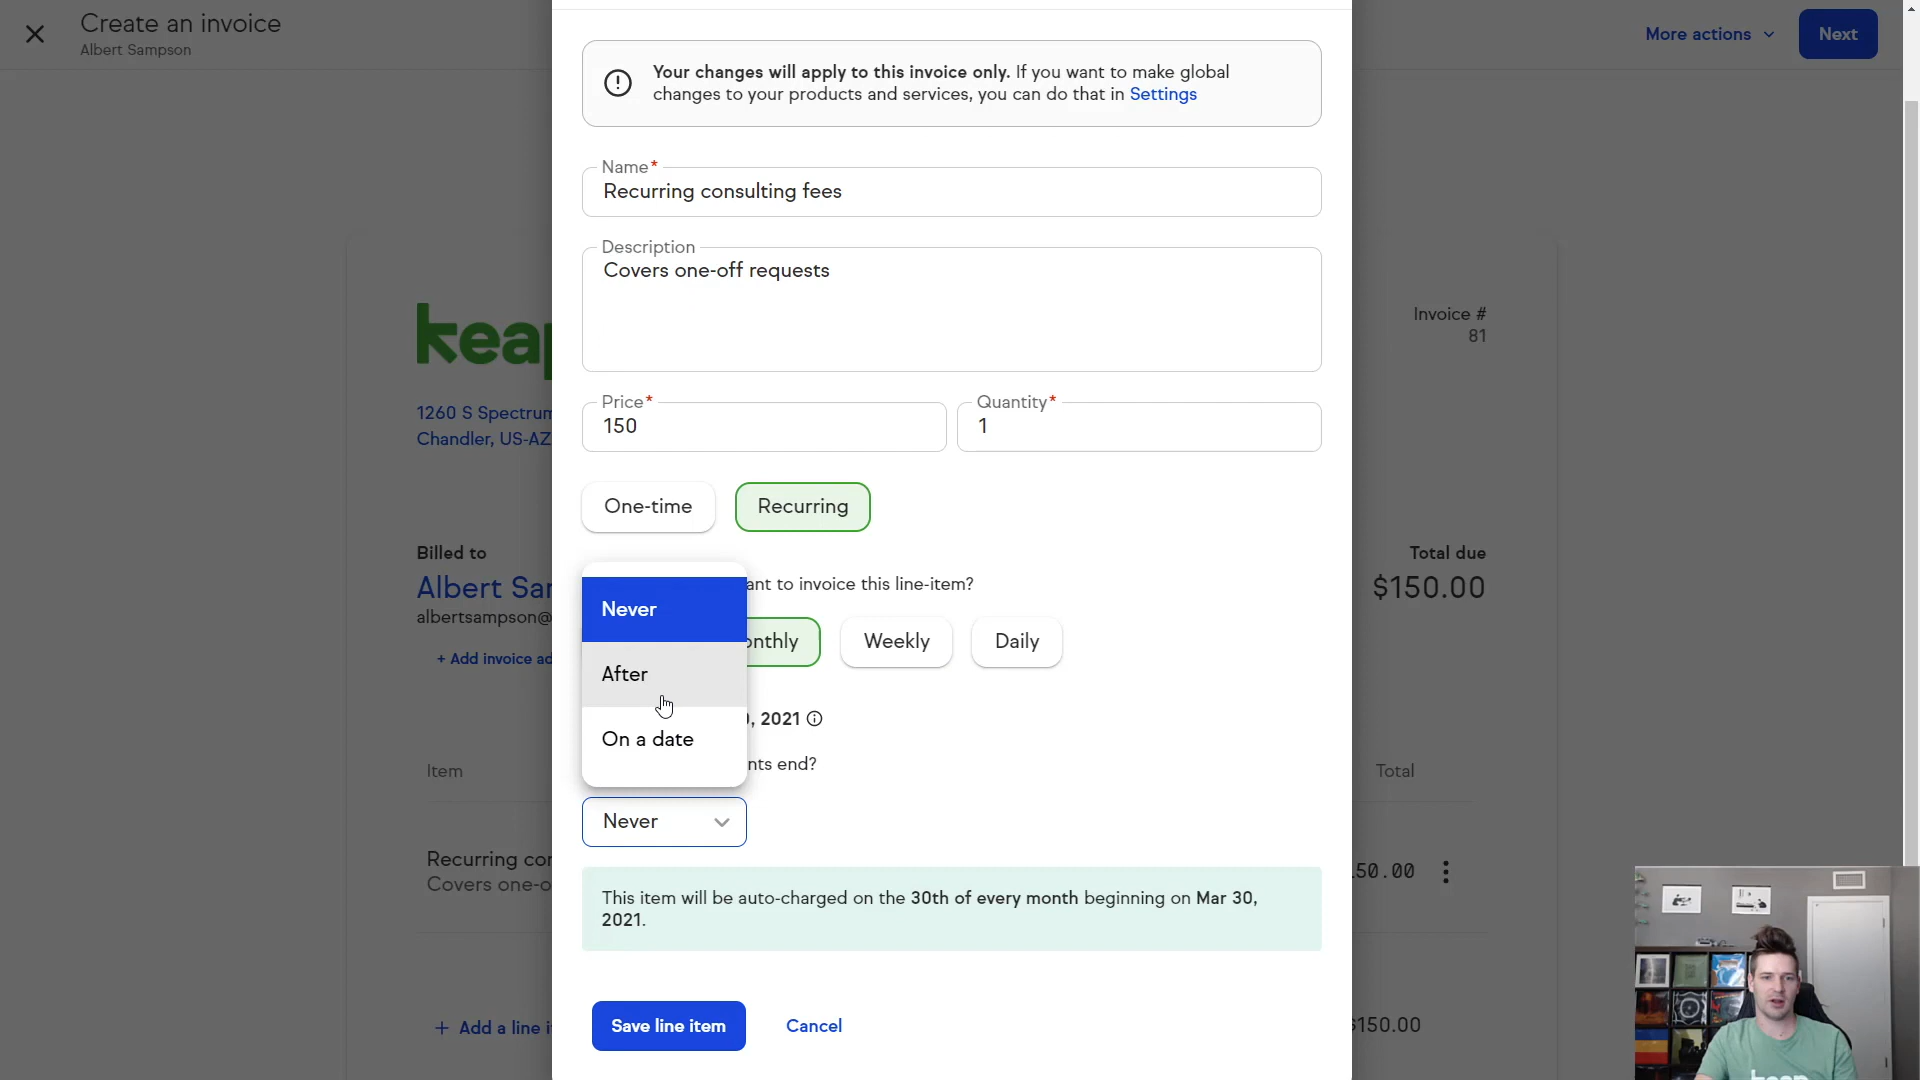 Create an invoice
Albert Sampson
More actions
Next
Your changes will apply to this invoice only. If you want to make global
changes to your products and services, you can do that in Settings
Name*
Recurring consulting fees
Description
Covers one-off requests
keap
Invoice #
81
1260 S Spectrum
Chandler, US-AZ
Price*
150
Quantity*
1
One-time
Recurring
Billed to
Albert Sa
albertsampson@
+ Add invoice ad
Total due
$150.00
ant to invoice this line-item?
Never
After
On a date
onthly
Weekly
Daily
, 2021
nts end?
Never
Item
Total
Recurring con
Covers one-o
50.00
This item will be auto-charged on the 30th of every month beginning on Mar 30,
2021.
+ Add a line i
$150.00
Save line item
Cancel
keap